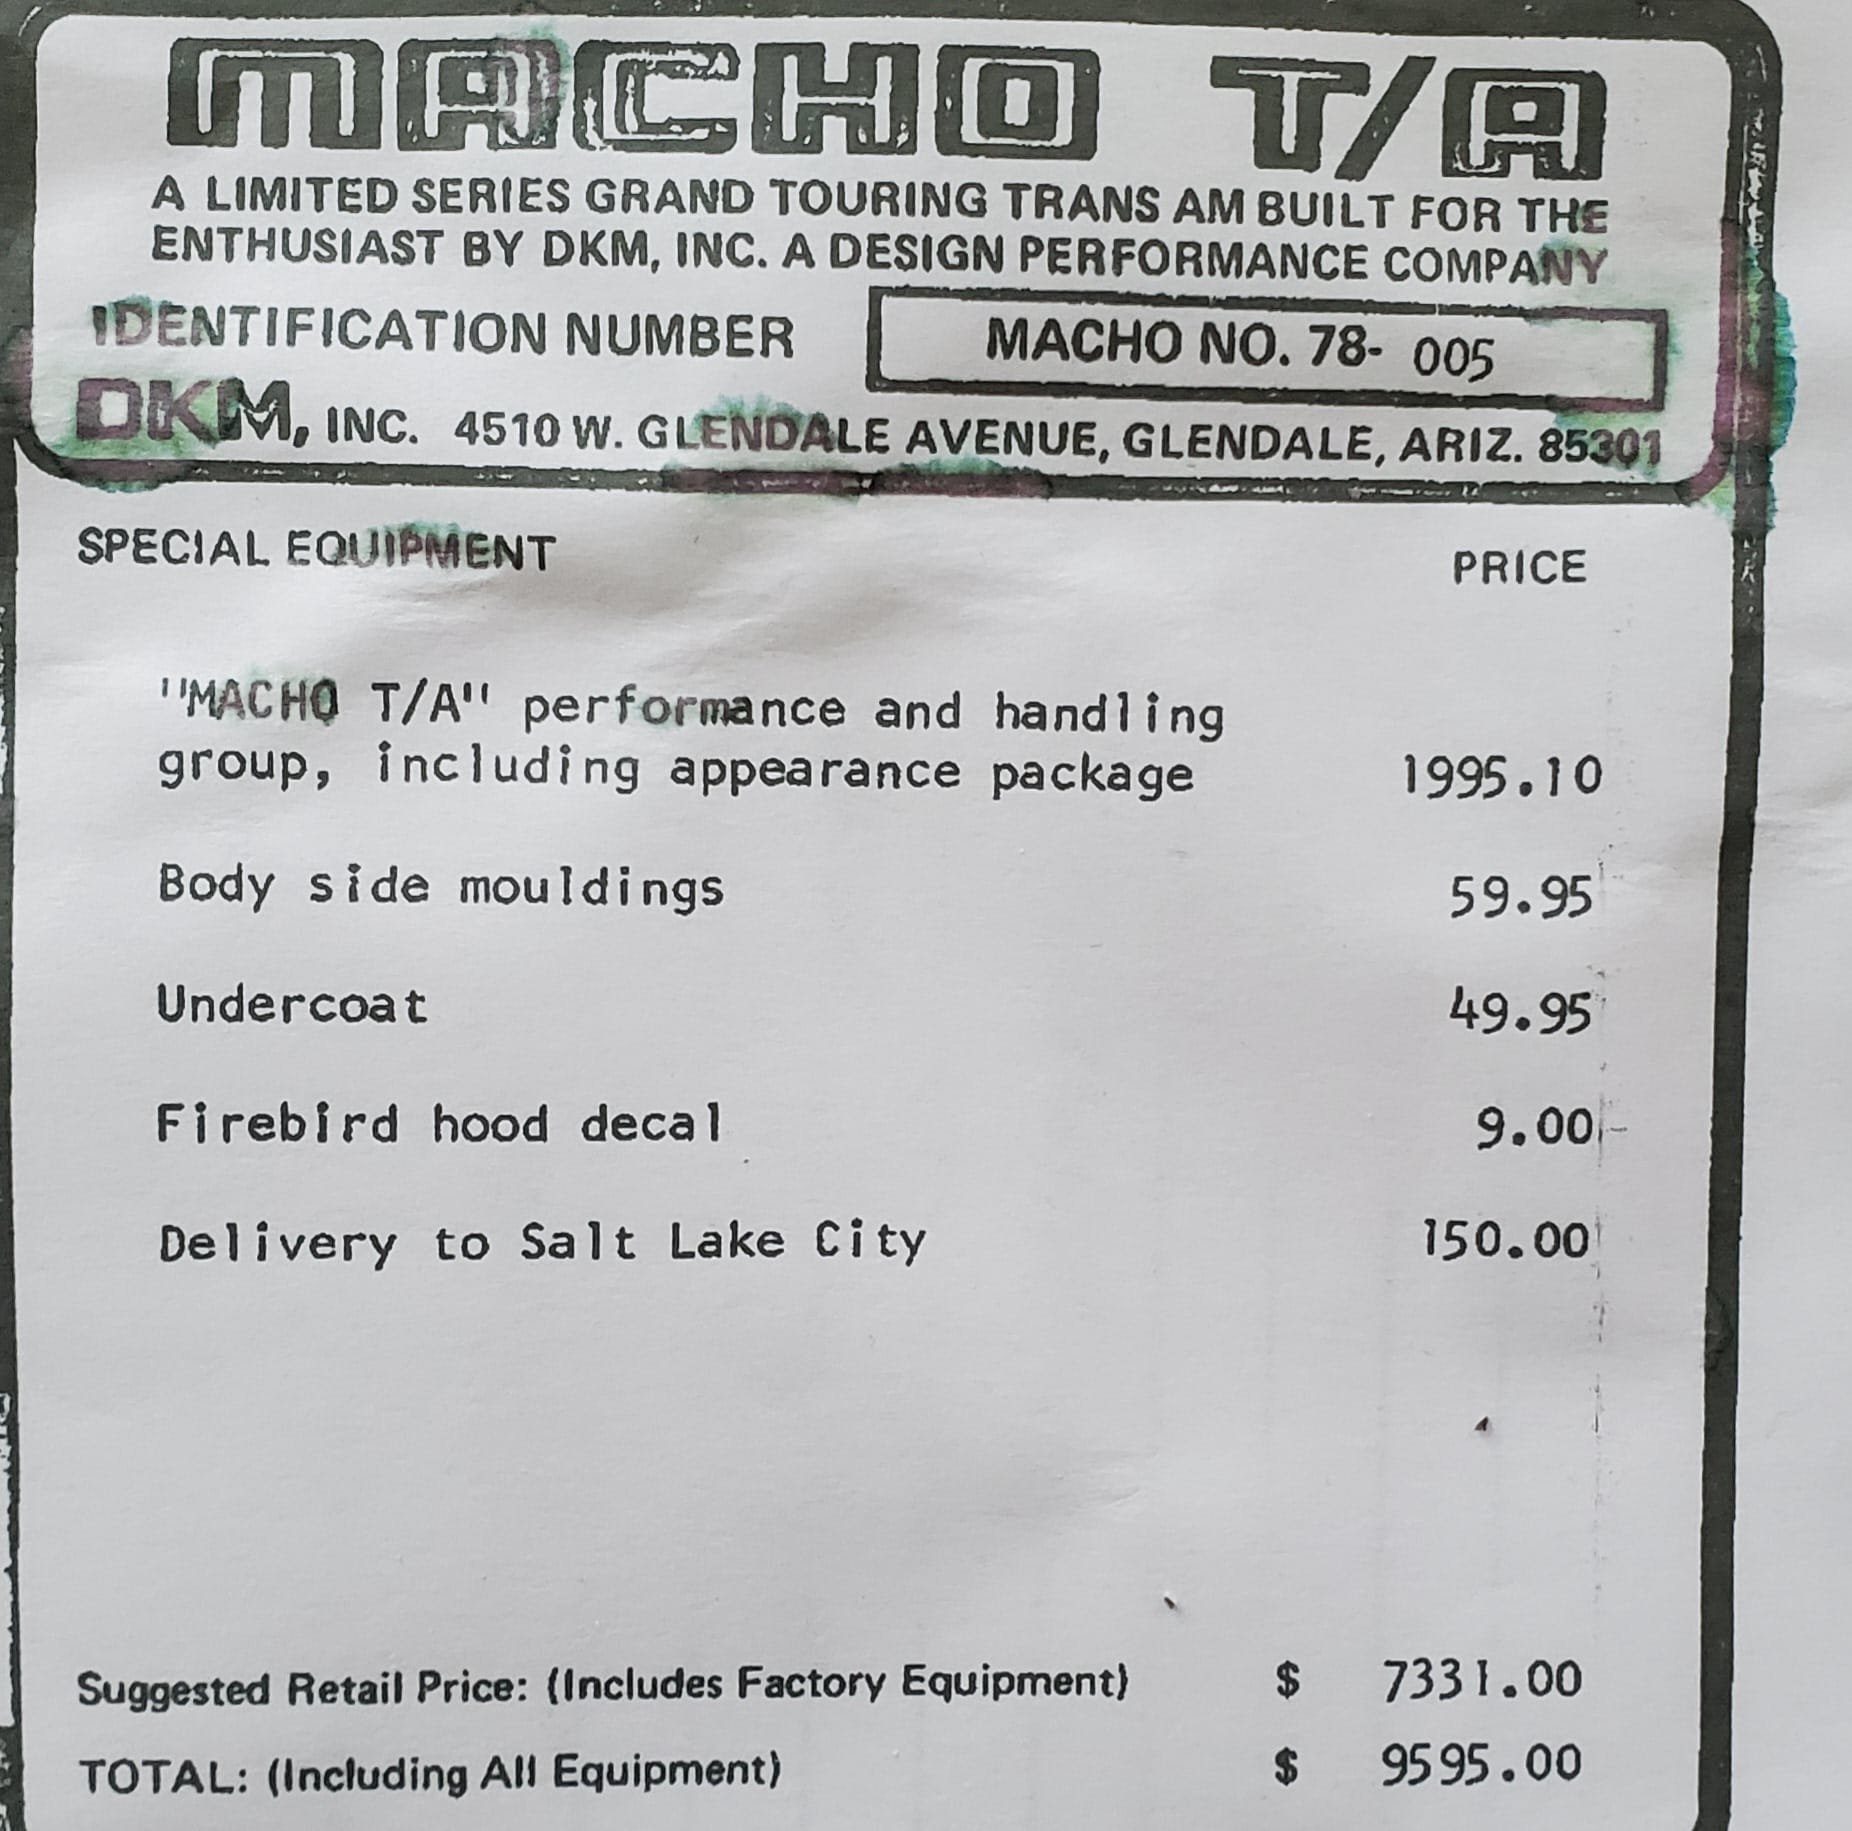 MACHO T/A
A LIMITED SERIES GRAND TOURING TRANS AM BUILT FOR THE
ENTHUSIAST BY DKM, INC. A DESIGN PERFORMANCE COMPANY
IDENTIFICATION NUMBER MACHO NO. 78- 005
DKM, INC. 4510 W. GLENDALE AVENUE, GLENDALE, ARIZ. 85301
SPECIAL EQUIPMENT PRICE
"MACHO T/A" performance and handling
group, including appearance package 1995.10
Body side mouldings 59.95
Undercoat 49.95
Firebird hood decal 9.00
Delivery to Salt Lake City 150.00
Suggested Retail Price: (Includes Factory Equipment) $ 7331.00
TOTAL: (Including All Equipment) $ 9595.00